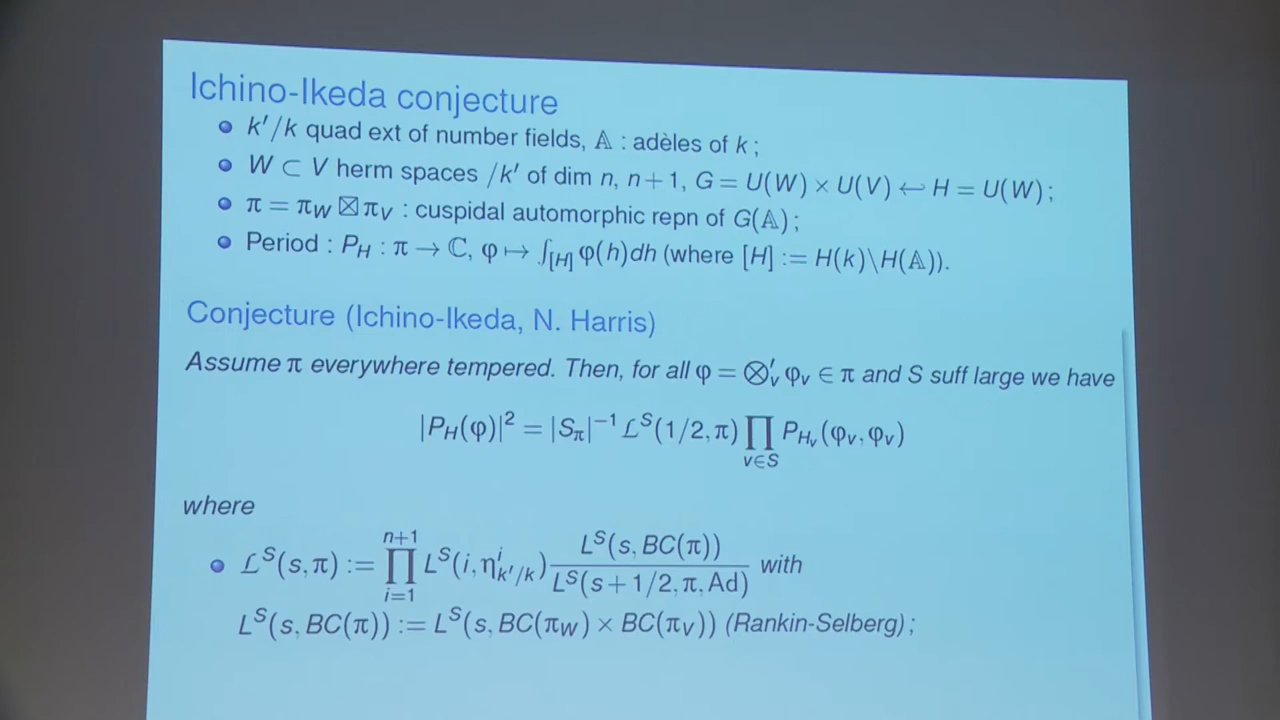 Ichino-Ikeda conjecture
k′/k quad ext of number fields, 𝔸 : adèles of k ;
W ⊂ V herm spaces /k′ of dim n, n+1, G = U(W) × U(V) ↩ H = U(W) ;
π = π_W ⊠ π_V : cuspidal automorphic repn of G(𝔸) ;
Period : P_H : π → ℂ, φ ↦ ∫_[H] φ(h)dh (where [H] := H(k)\H(𝔸)).
Conjecture (Ichino-Ikeda, N. Harris)
Assume π everywhere tempered. Then, for all φ = ⊗′_v φ_v ∈ π and S suff large we have
|P_H(φ)|² = |S_π|⁻¹ ℒ^S(1/2, π) ∏_{v∈S} P_{H_v}(φ_v, φ_v)
where
ℒ^S(s, π) := ∏_{i=1}^{n+1} L^S(i, η^i_{k′/k}) L^S(s, BC(π)) / L^S(s + 1/2, π, Ad) with
L^S(s, BC(π)) := L^S(s, BC(π_W) × BC(π_V)) (Rankin-Selberg) ;